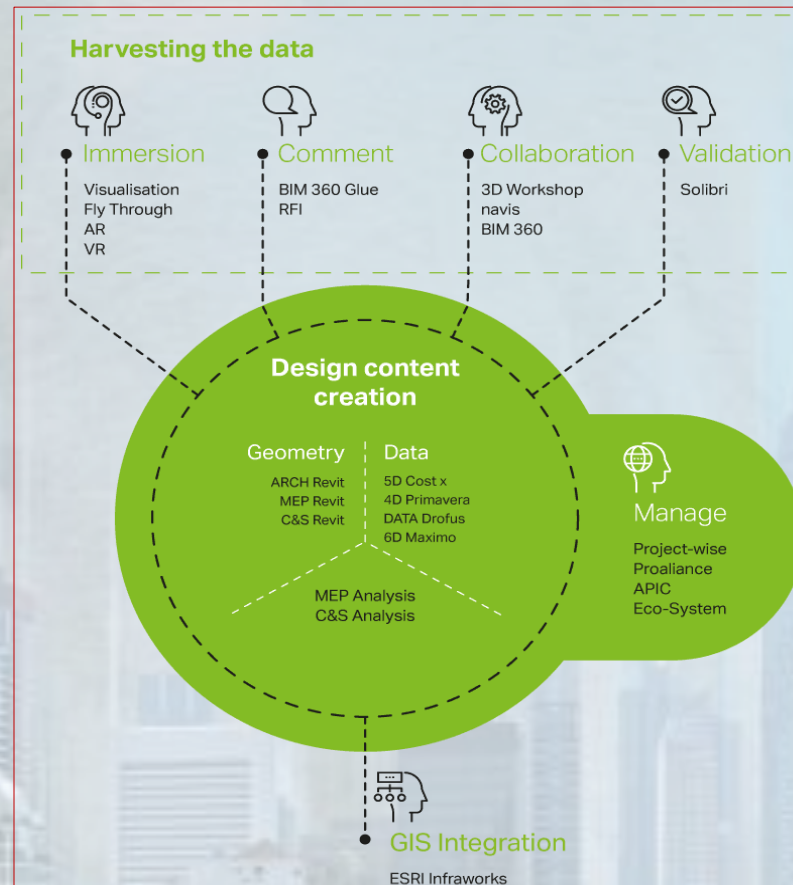 Harvesting the data
Immersion
Visualisation
Fly Through
AR
VR
Comment
BIM 360 Glue
RFI
Collaboration
3D Workshop
navis
BIM 360
Validation
Solibri
Design content
creation
Geometry
ARCH Revit
MEP Revit
C&S Revit
Data
5D Cost x
4D Primavera
DATA Drofus
6D Maximo
MEP Analysis
C&S Analysis
Manage
Project-wise
Proaliance
APIC
Eco-System
GIS Integration
ESRI Infraworks